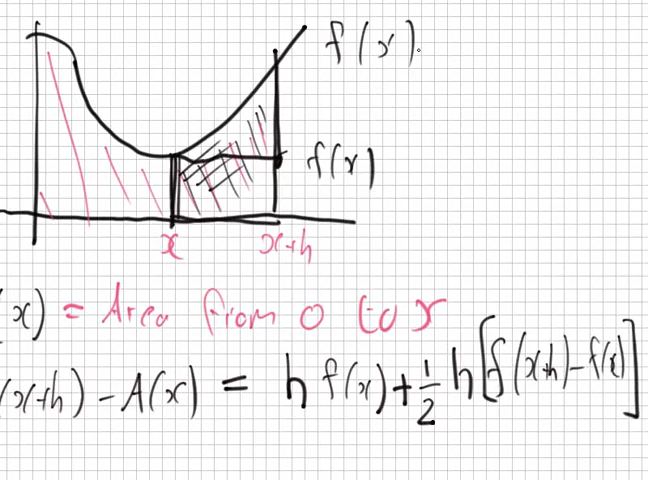 f(x).
f(x)
x x+h
x) = Area from 0 to x
(x+h) - A(x) = h f(x) + 1/2 h[f(x+h) - f(x)]